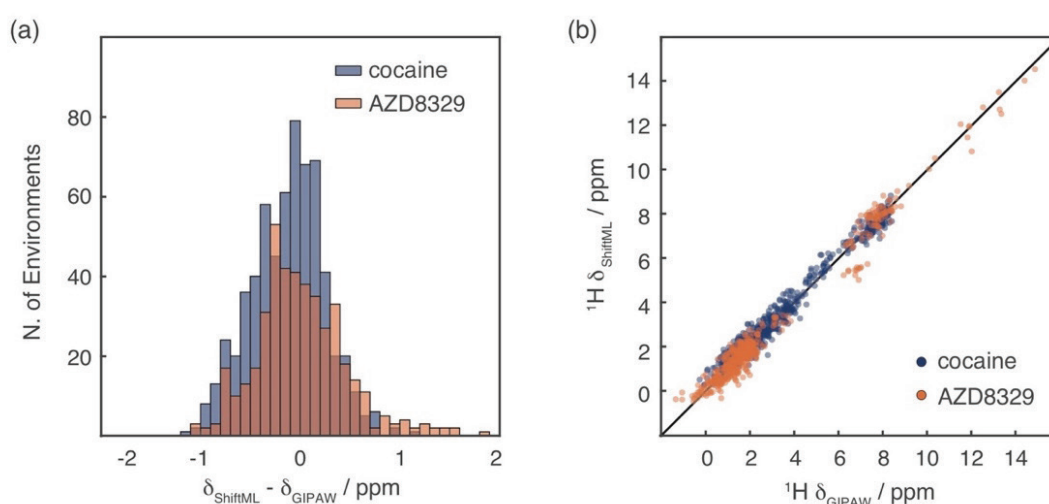 (a)
cocaine
AZD8329
80
60
40
20
N. of Environments
-2 -1 0 1 2
δShiftML - δGIPAW / ppm
(b)
14
12
10
8
6
4
2
0
¹H δShiftML / ppm
cocaine
AZD8329
0 2 4 6 8 10 12 14
¹H δGIPAW / ppm